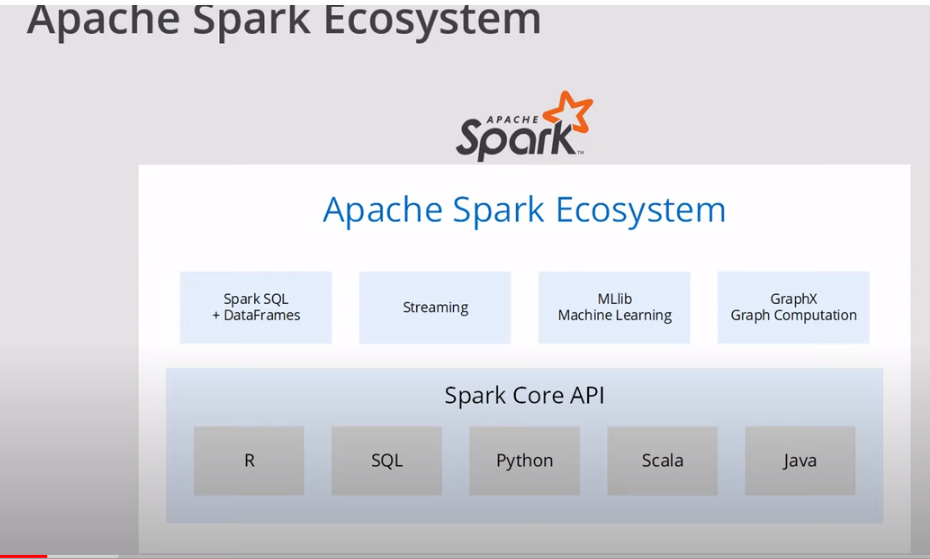 Apache Spark Ecosystem
APACHE
Spark™
Apache Spark Ecosystem
Spark SQL
+ DataFrames
Streaming
MLlib
Machine Learning
GraphX
Graph Computation
Spark Core API
R
SQL
Python
Scala
Java